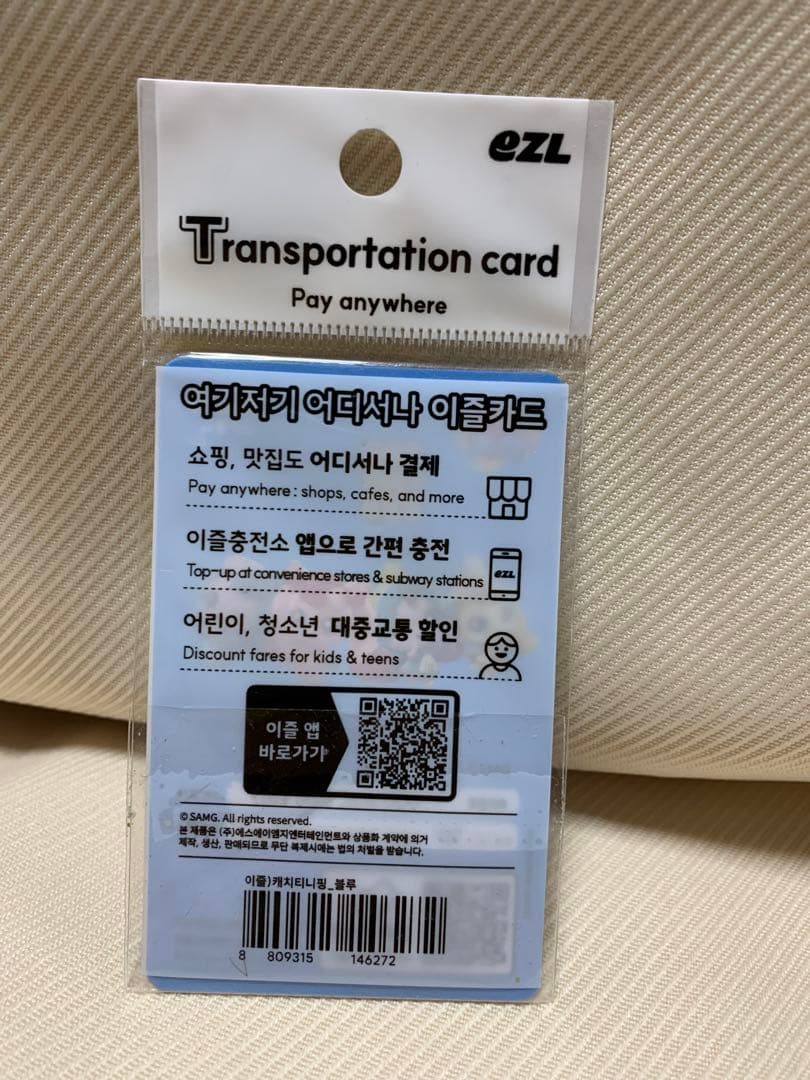 ezl
Transportation card
Pay anywhere
여기저기 어디서나 이즐카드
쇼핑, 맛집도 어디서나 결제
Pay anywhere : shops, cafes, and more
이즐충전소 앱으로 간편 충전
Top-up at convenience stores & subway stations
ezl
어린이, 청소년 대중교통 할인
Discount fares for kids & teens
이즐 앱
바로가기
© SAMG. All rights reserved.
본 제품은 (주)에스에이엠지엔터테인먼트와 상품화 계약에 의거
제작, 생산, 판매되므로 무단 복제시에는 법의 처벌을 받습니다.
이즐)캐치티니핑_블루
8 809315 146272